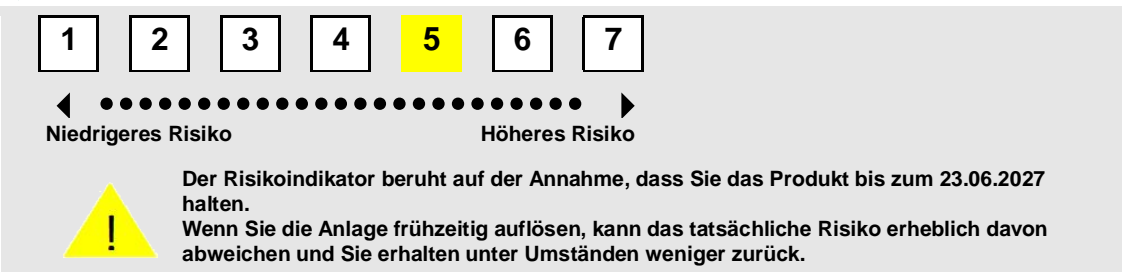 1 2 3 4 5 6 7
Niedrigeres Risiko Höheres Risiko
Der Risikoindikator beruht auf der Annahme, dass Sie das Produkt bis zum 23.06.2027
halten.
! Wenn Sie die Anlage frühzeitig auflösen, kann das tatsächliche Risiko erheblich davon
abweichen und Sie erhalten unter Umständen weniger zurück.